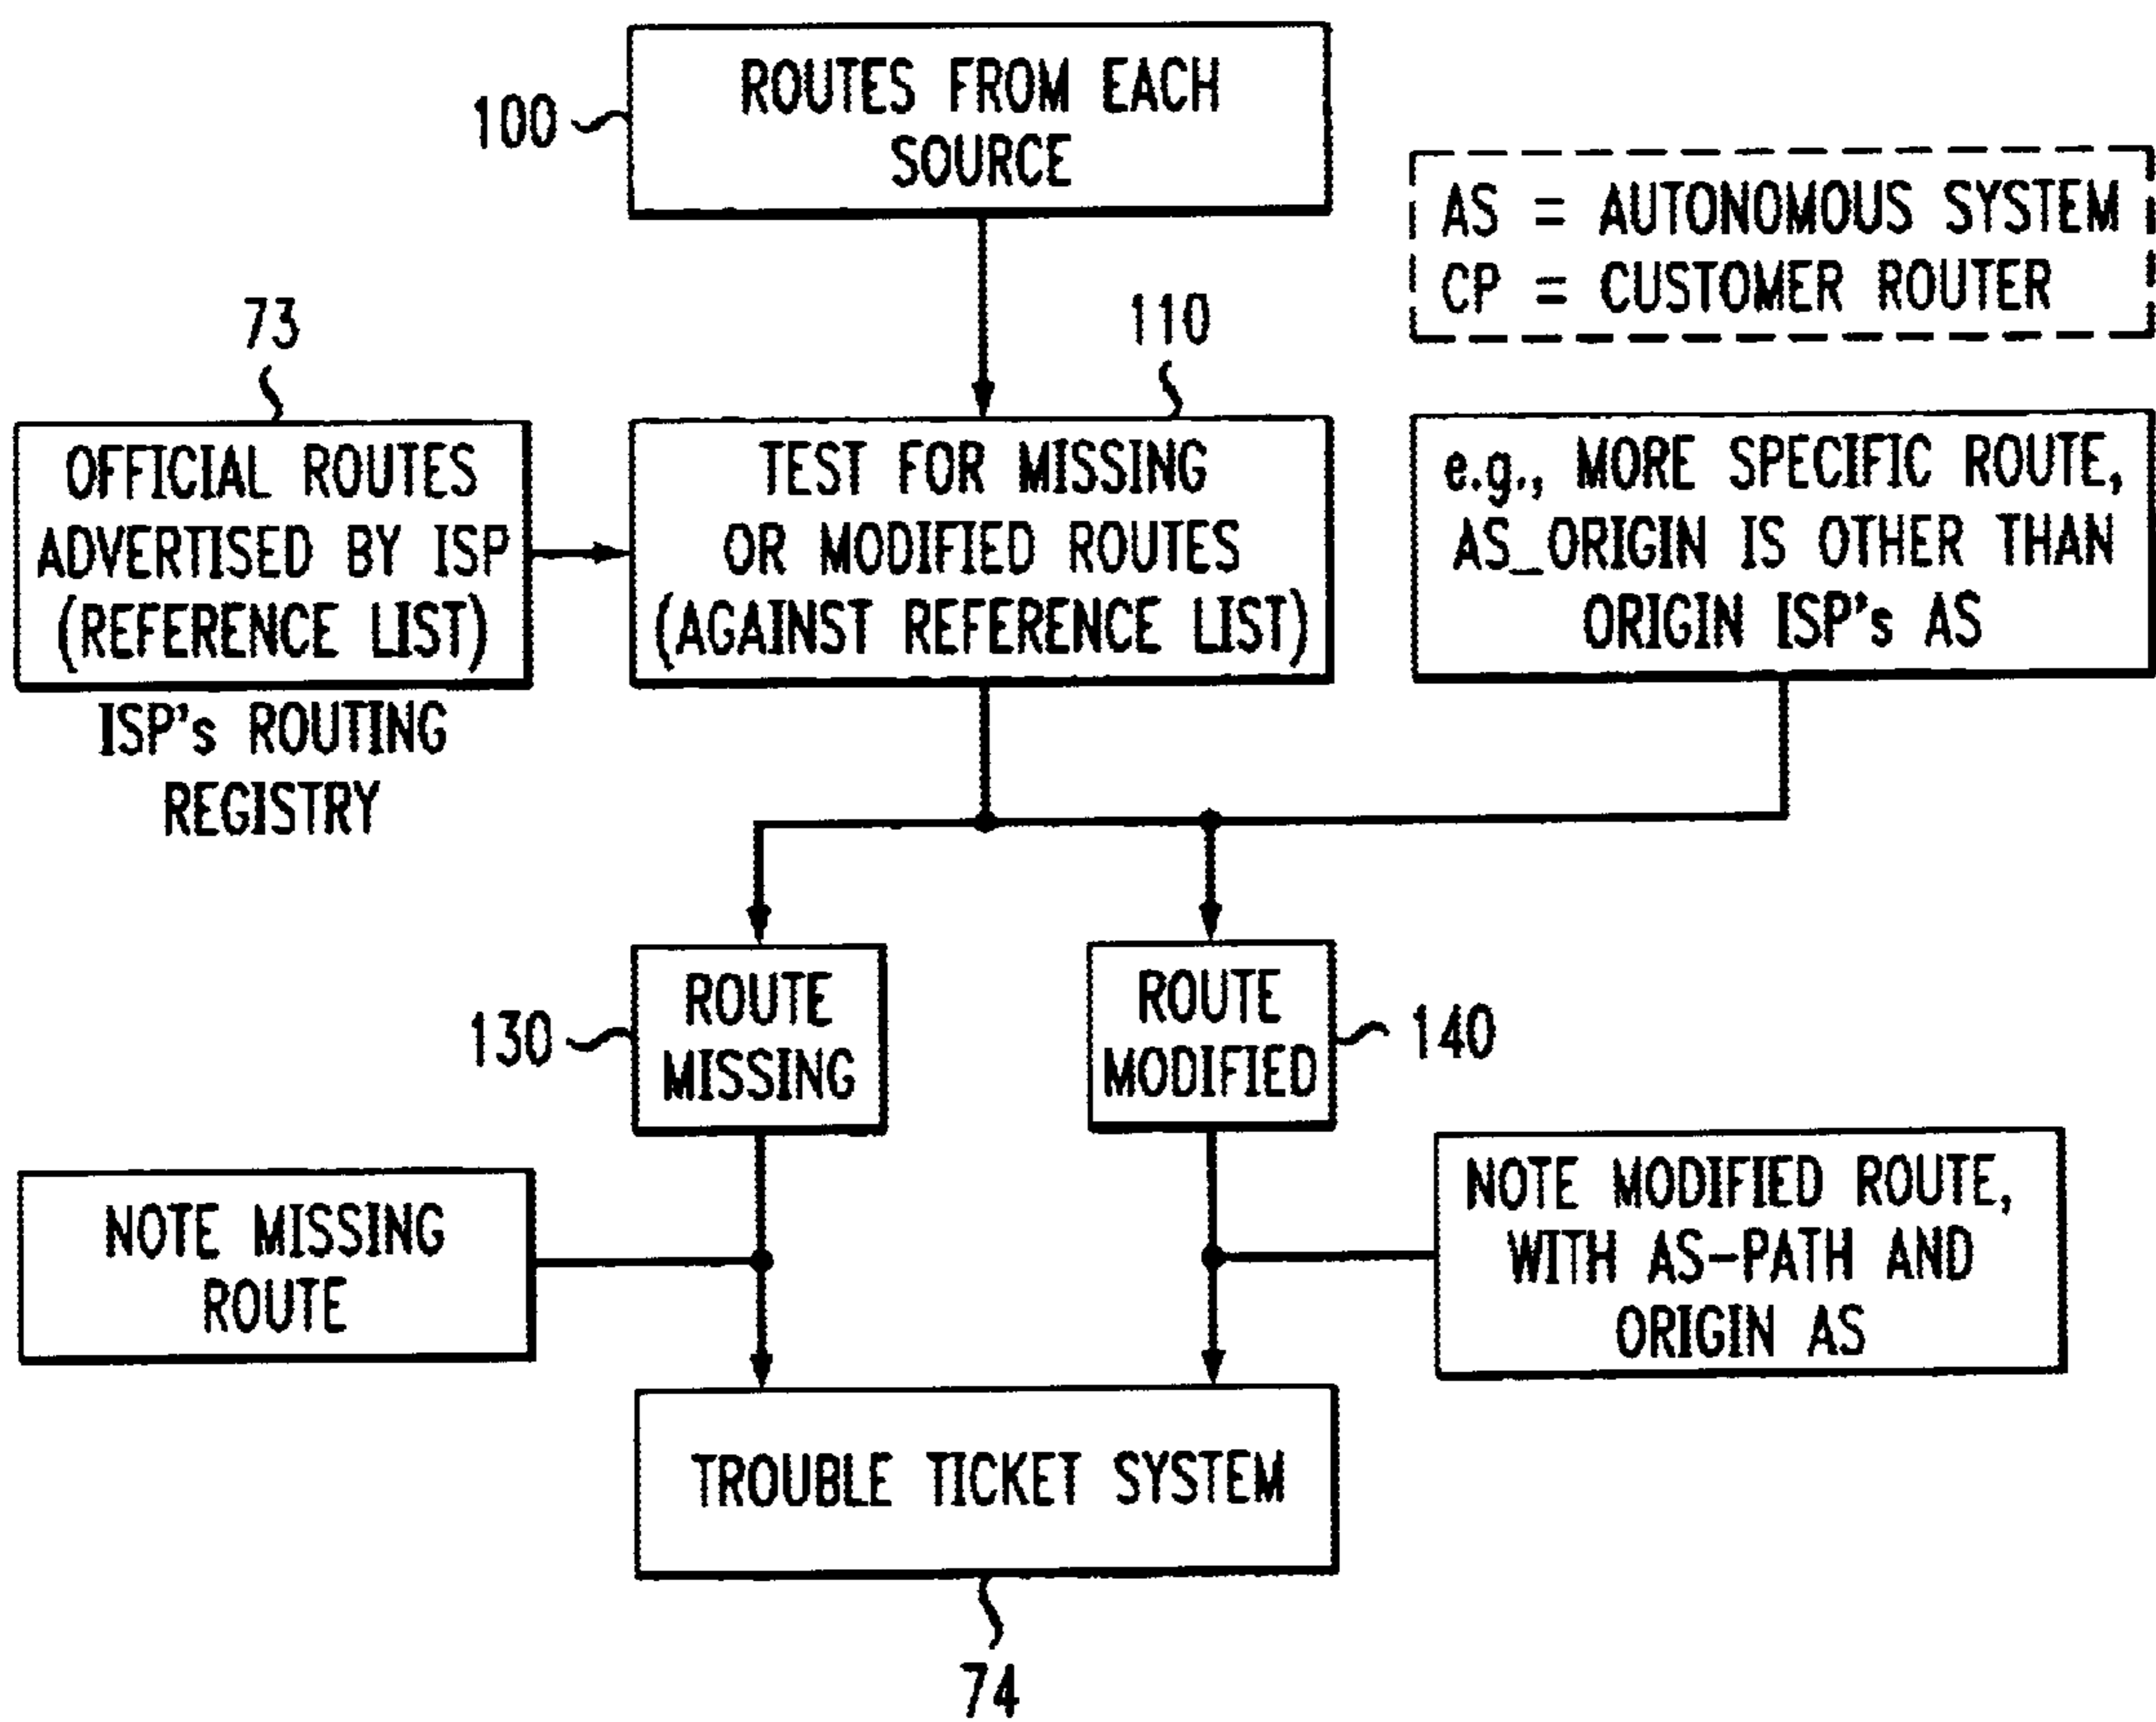 ROUTES FROM EACH
SOURCE
100
AS = AUTONOMOUS SYSTEM
CP = CUSTOMER ROUTER
73
110
OFFICIAL ROUTES
ADVERTISED BY ISP
(REFERENCE LIST)
ISP's ROUTING
REGISTRY
TEST FOR MISSING
OR MODIFIED ROUTES
(AGAINST REFERENCE LIST)
e.g., MORE SPECIFIC ROUTE,
AS_ORIGIN IS OTHER THAN
ORIGIN ISP's AS
130
ROUTE
MISSING
ROUTE
MODIFIED
140
NOTE MISSING
ROUTE
NOTE MODIFIED ROUTE,
WITH AS-PATH AND
ORIGIN AS
TROUBLE TICKET SYSTEM
74